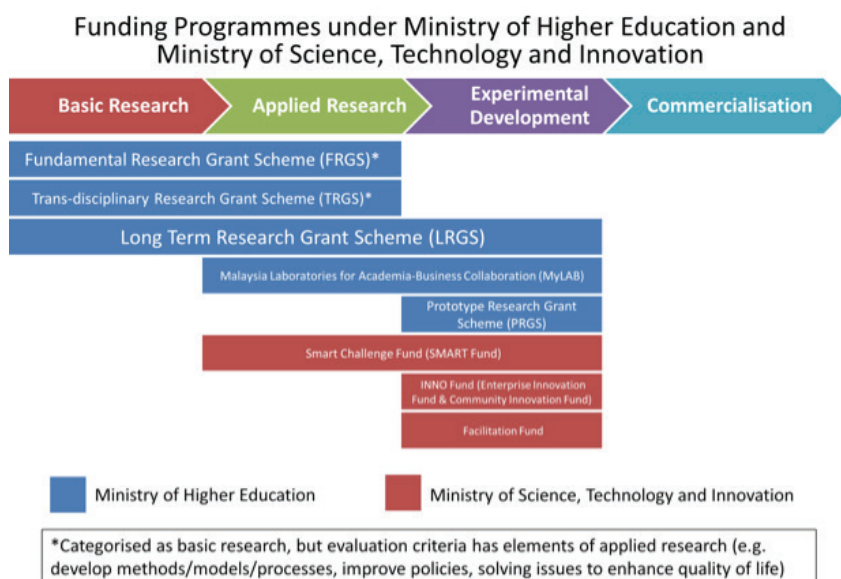 Funding Programmes under Ministry of Higher Education and
Ministry of Science, Technology and Innovation
Basic Research
Applied Research
Experimental
Development
Commercialisation
Fundamental Research Grant Scheme (FRGS)*
Trans-disciplinary Research Grant Scheme (TRGS)*
Long Term Research Grant Scheme (LRGS)
Malaysia Laboratories for Academia-Business Collaboration (MyLAB)
Prototype Research Grant
Scheme (PRGS)
Smart Challenge Fund (SMART Fund)
INNO Fund (Enterprise Innovation
Fund & Community Innovation Fund)
Facilitation Fund
Ministry of Higher Education
Ministry of Science, Technology and Innovation
*Categorised as basic research, but evaluation criteria has elements of applied research (e.g.
develop methods/models/processes, improve policies, solving issues to enhance quality of life)